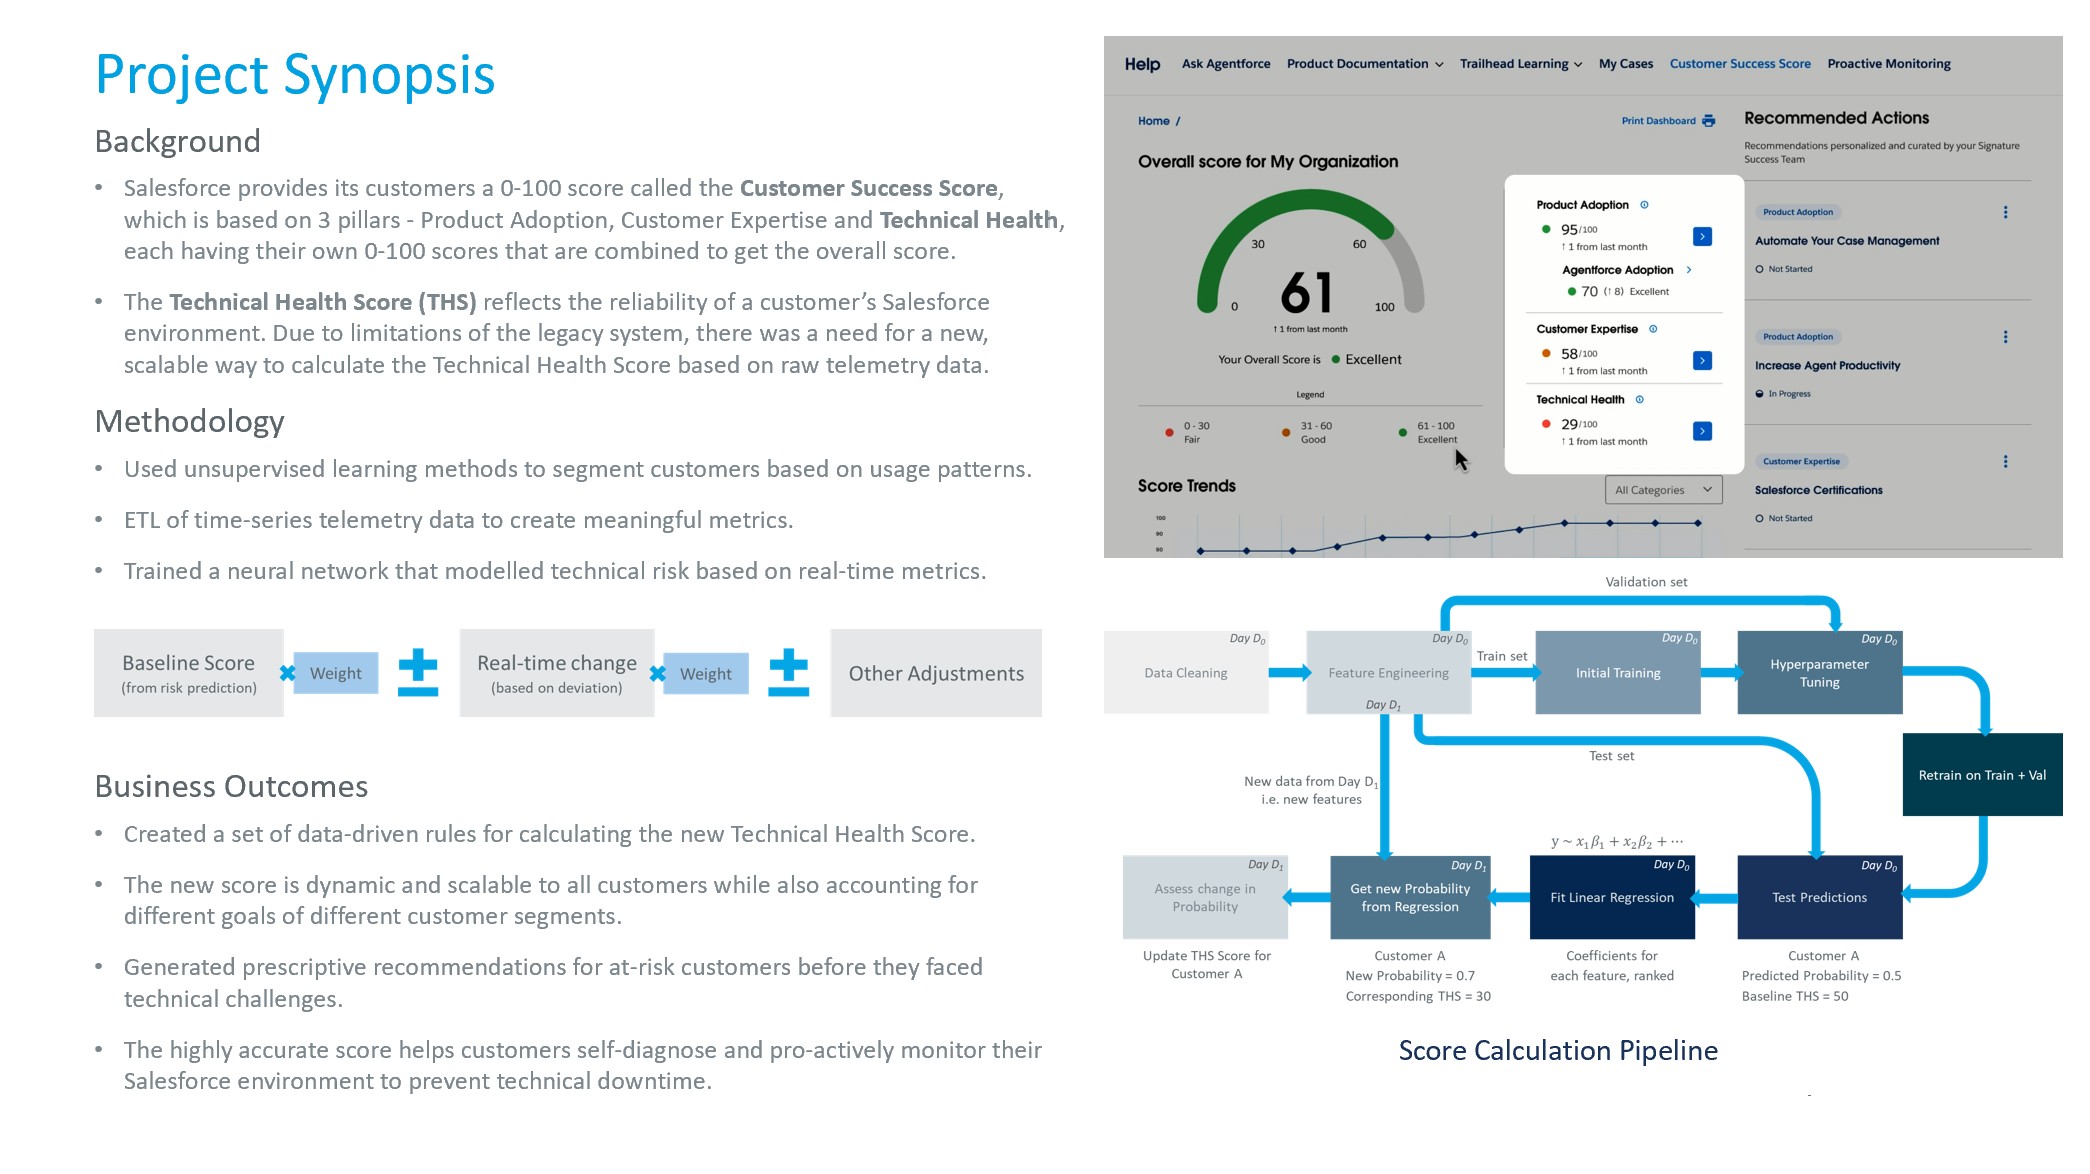 Project Synopsis
Background
• Salesforce provides its customers a 0-100 score called the Customer Success Score,
which is based on 3 pillars - Product Adoption, Customer Expertise and Technical Health,
each having their own 0-100 scores that are combined to get the overall score.
• The Technical Health Score (THS) reflects the reliability of a customer's Salesforce
environment. Due to limitations of the legacy system, there was a need for a new,
scalable way to calculate the Technical Health Score based on raw telemetry data.
Methodology
• Used unsupervised learning methods to segment customers based on usage patterns.
• ETL of time-series telemetry data to create meaningful metrics.
• Trained a neural network that modelled technical risk based on real-time metrics.
Baseline Score
(from risk prediction)
×
Weight
±
Real-time change
(based on deviation)
×
Weight
±
Other Adjustments
Business Outcomes
• Created a set of data-driven rules for calculating the new Technical Health Score.
• The new score is dynamic and scalable to all customers while also accounting for
different goals of different customer segments.
• Generated prescriptive recommendations for at-risk customers before they faced
technical challenges.
• The highly accurate score helps customers self-diagnose and pro-actively monitor their
Salesforce environment to prevent technical downtime.
Help Ask Agentforce Product Documentation Trailhead Learning My Cases Customer Success Score Proactive Monitoring
Home /
Print Dashboard
Overall score for My Organization
30
60
0
61
100
↑ 1 from last month
Your Overall Score is Excellent
Legend
0 - 30
Fair
31 - 60
Good
61 - 100
Excellent
Score Trends
All Categories
100
90
80
Product Adoption
95/100
↑ 1 from last month
Agentforce Adoption
70 (↑ 8) Excellent
Customer Expertise
58/100
↑ 1 from last month
Technical Health
29/100
↑ 1 from last month
Recommended Actions
Recommendations personalized and curated by your Signature
Success Team
Product Adoption
Automate Your Case Management
Not Started
Product Adoption
Increase Agent Productivity
In Progress
Customer Expertise
Salesforce Certifications
Not Started
Validation set
Day D₀
Data Cleaning
Day D₀
Feature Engineering
Day D₁
Train set
Day D₀
Initial Training
Day D₀
Hyperparameter
Tuning
Test set
Retrain on Train + Val
New data from Day D₁
i.e. new features
y ~ x₁β₁ + x₂β₂ + ⋯
Day D₁
Assess change in
Probability
Update THS Score for
Customer A
Day D₁
Get new Probability
from Regression
Customer A
New Probability = 0.7
Corresponding THS = 30
Day D₀
Fit Linear Regression
Coefficients for
each feature, ranked
Day D₀
Test Predictions
Customer A
Predicted Probability = 0.5
Baseline THS = 50
Score Calculation Pipeline